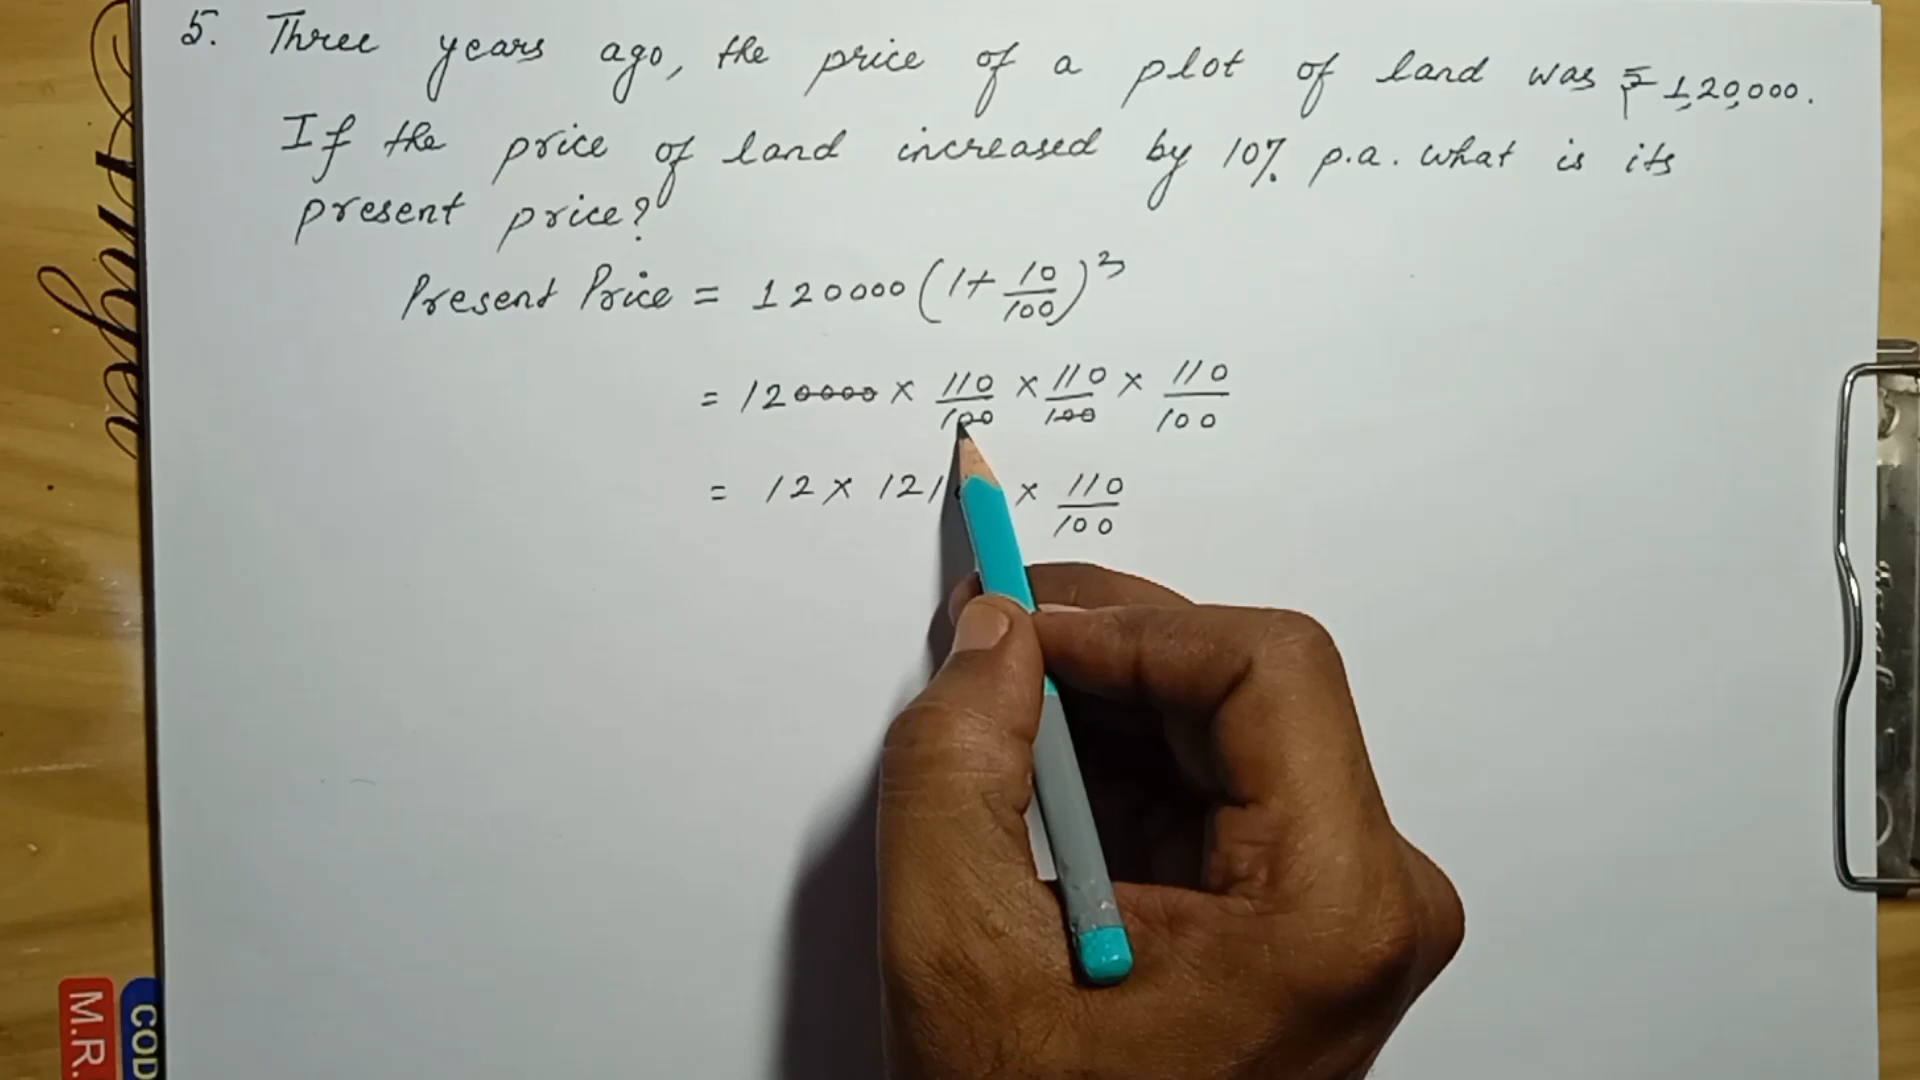 5. Three years ago, the price of a plot of land was ₹ 1,20,000.
If the price of land increased by 10% p.a. what is its
present price?
Present Price = 120000 (1 + 10/100)³
= 120000 × 110/100 × 110/100 × 110/100
= 12 × 121 × 110/100
M.R.
COD